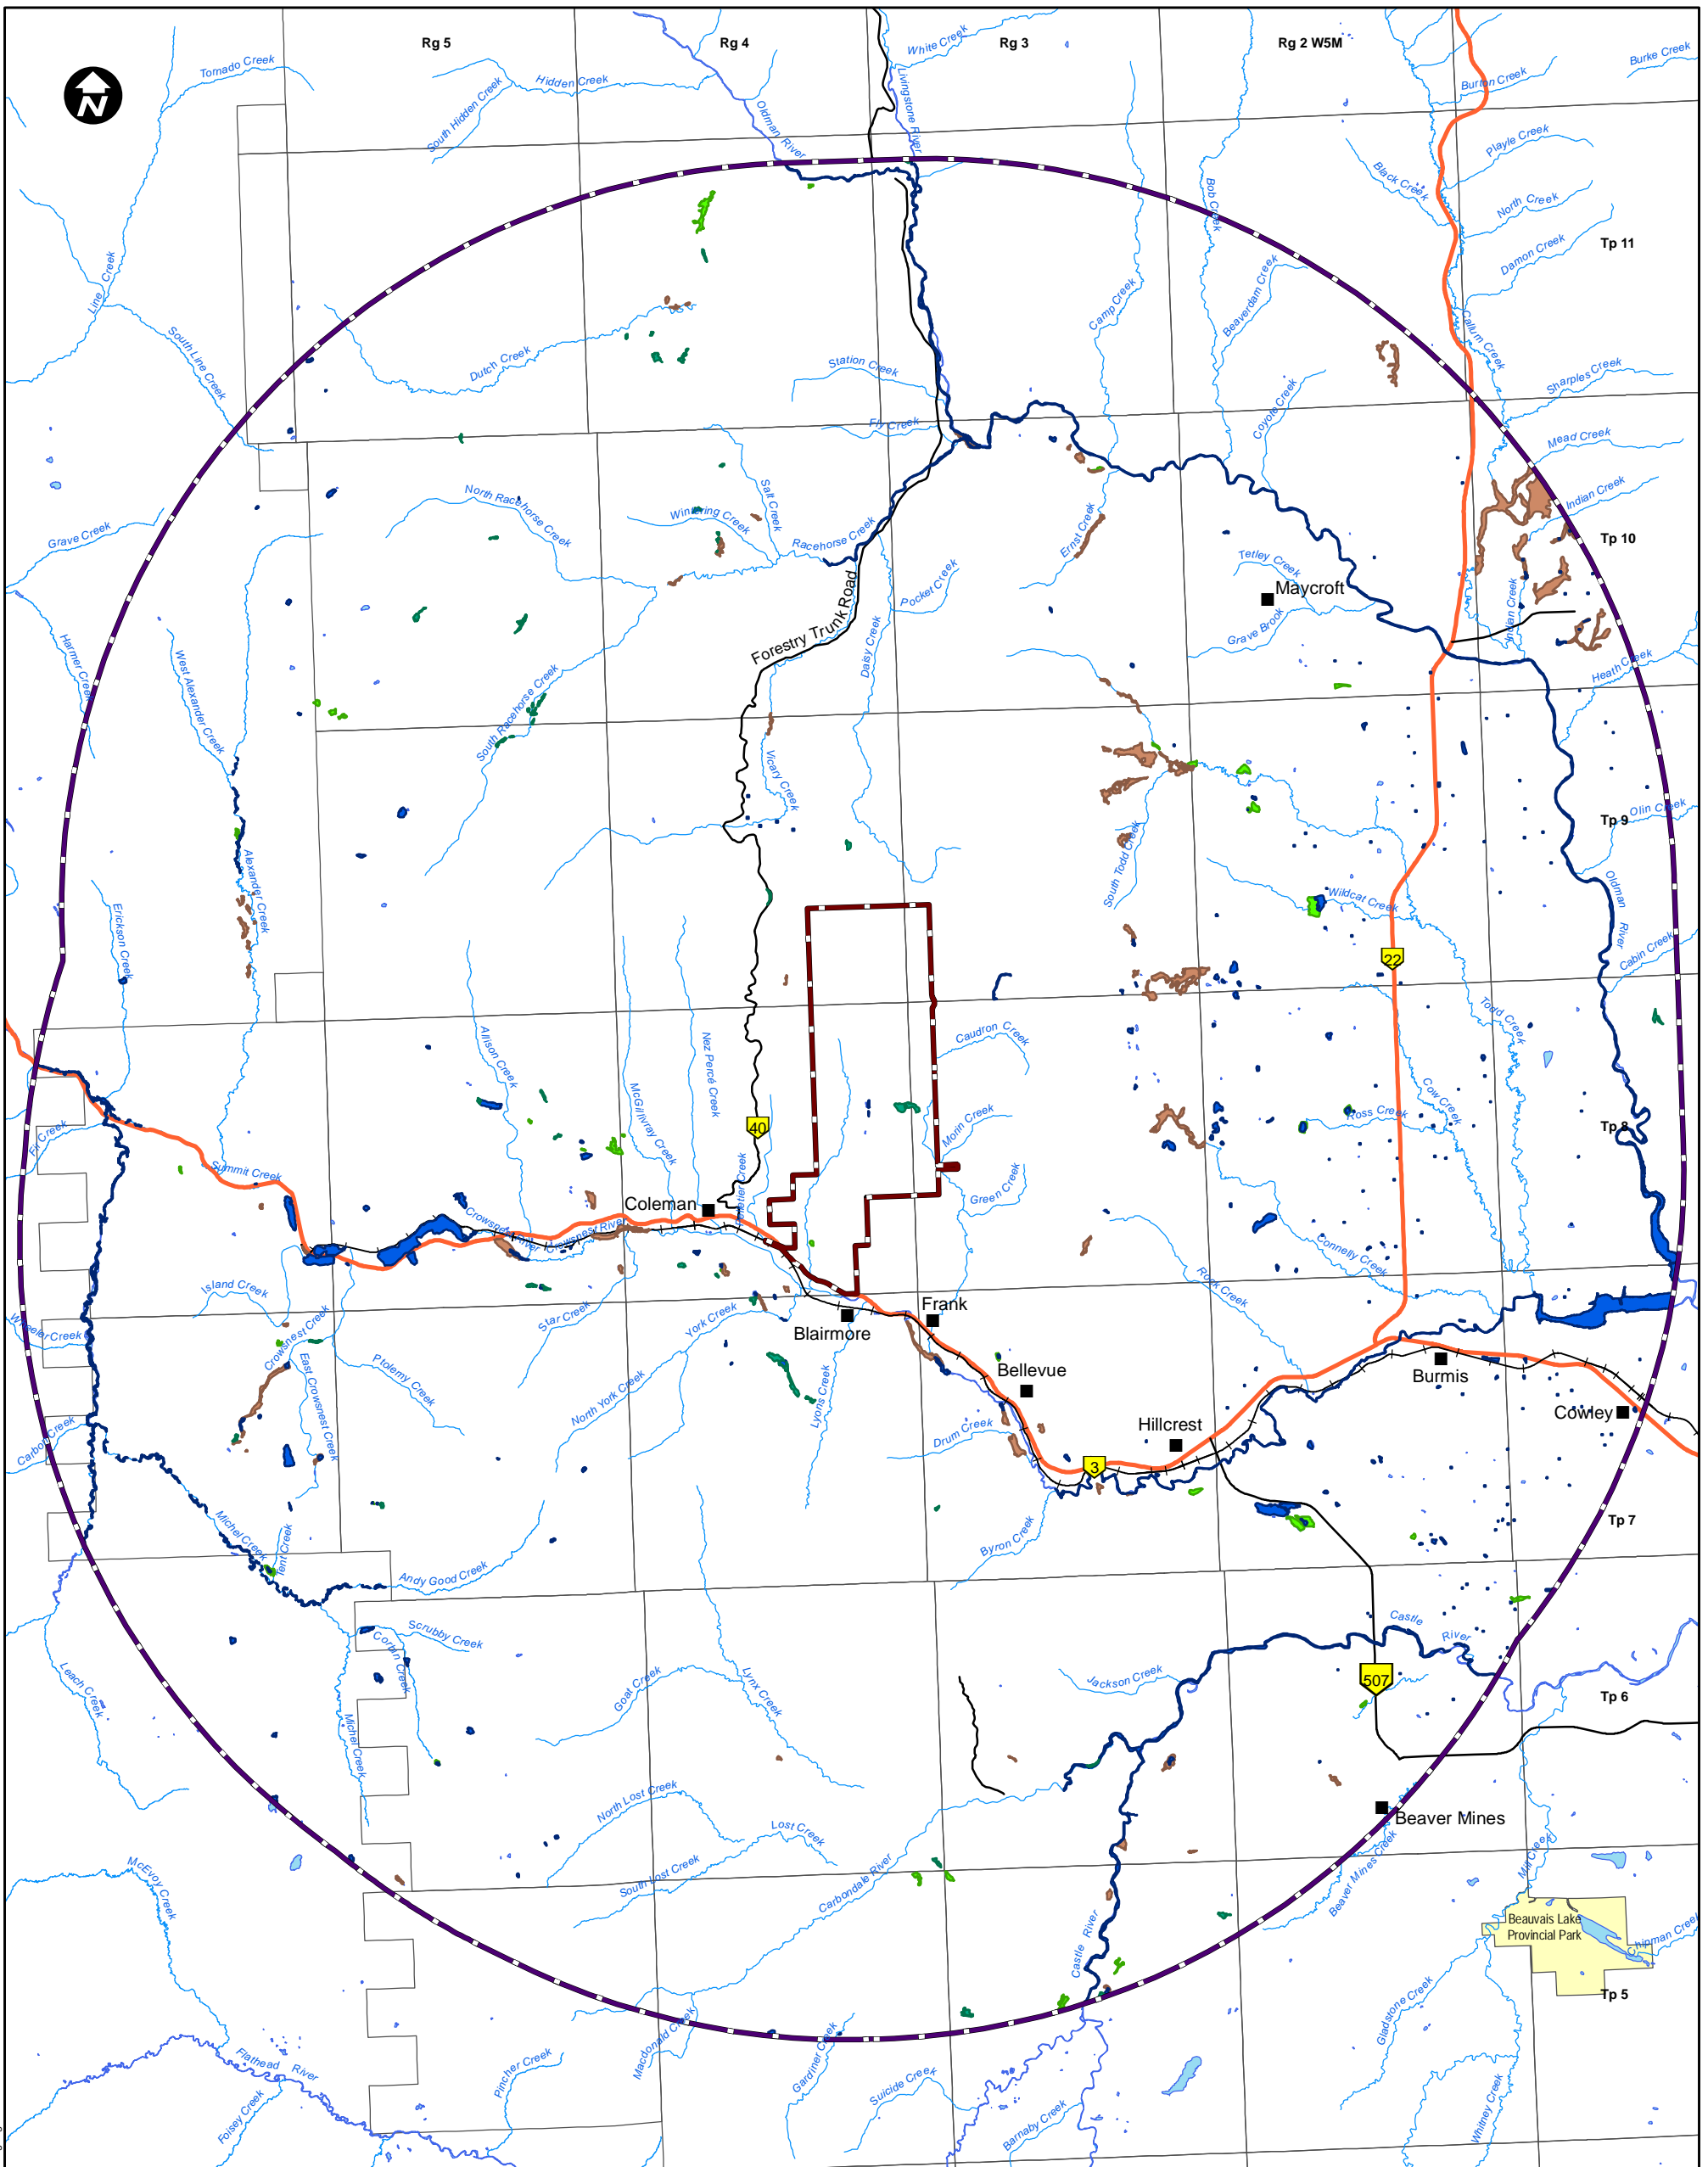 Rg 5
Rg 4
Rg 3
Rg 2 W5M
White Creek
Burke Creek
Tornado Creek
Hidden Creek
South Hidden Creek
Burton Creek
N
Oldman River
Livingstone River
Playle Creek
Black Creek
Bob Creek
North Creek
Tp 11
Damon Creek
Line Creek
Beaverdam Creek
Camp Creek
South Line Creek
Callum Creek
Dutch Creek
Station Creek
Sharples Creek
Coyote Creek
Fly Creek
Mead Creek
North Racehorse Creek
Salt Creek
Indian Creek
Wintering Creek
Grave Creek
Racehorse Creek
Ernst Creek
Tp 10
Tetley Creek
Pocket Creek
Maycroft
Forestry Trunk Road
Indian Creek
Grave Brook
Harmer Creek
West Alexander Creek
Daisy Creek
Heath Creek
South Racehorse Creek
Vicary Creek
Olin Creek
Tp 9
South Todd Creek
Alexander Creek
Wildcat Creek
Oldman River
Erickson Creek
22
Cabin Creek
Todd Creek
Allison Creek
Caudron Creek
Nez Percé Creek
McGillivray Creek
Cow Creek
Ross Creek
Morin Creek
40
Tp 8
Fir Creek
Summit Creek
Green Creek
Pelletier Creek
Coleman
Crowsnest River
Crowsnest River
Connelly Creek
Island Creek
Rock Creek
Frank
Star Creek
York Creek
Wheeler Creek
Crowsnest Creek
Blairmore
Ptolemy Creek
East Crowsnest Creek
Bellevue
Burmis
North York Creek
Lyons Creek
Cowley
Hillcrest
Drum Creek
Carbon Creek
3
Tp 7
Michel Creek
Tent Creek
Byron Creek
Andy Good Creek
Castle River
Scrubby Creek
Corbin Creek
Leach Creek
Goat Creek
Lynx Creek
Jackson Creek
507
Tp 6
Michel Creek
North Lost Creek
Beaver Mines
Lost Creek
McEvoy Creek
South Lost Creek
Carbondale River
Mill Creek
Beaver Mines Creek
Beauvais Lake
Provincial Park
Chipman Creek
Castle River
Tp 5
Gladstone Creek
Macdonald Creek
Flathead River
Pincher Creek
Gardiner Creek
Suicide Creek
Foisey Creek
Barnaby Creek
Whitney Creek